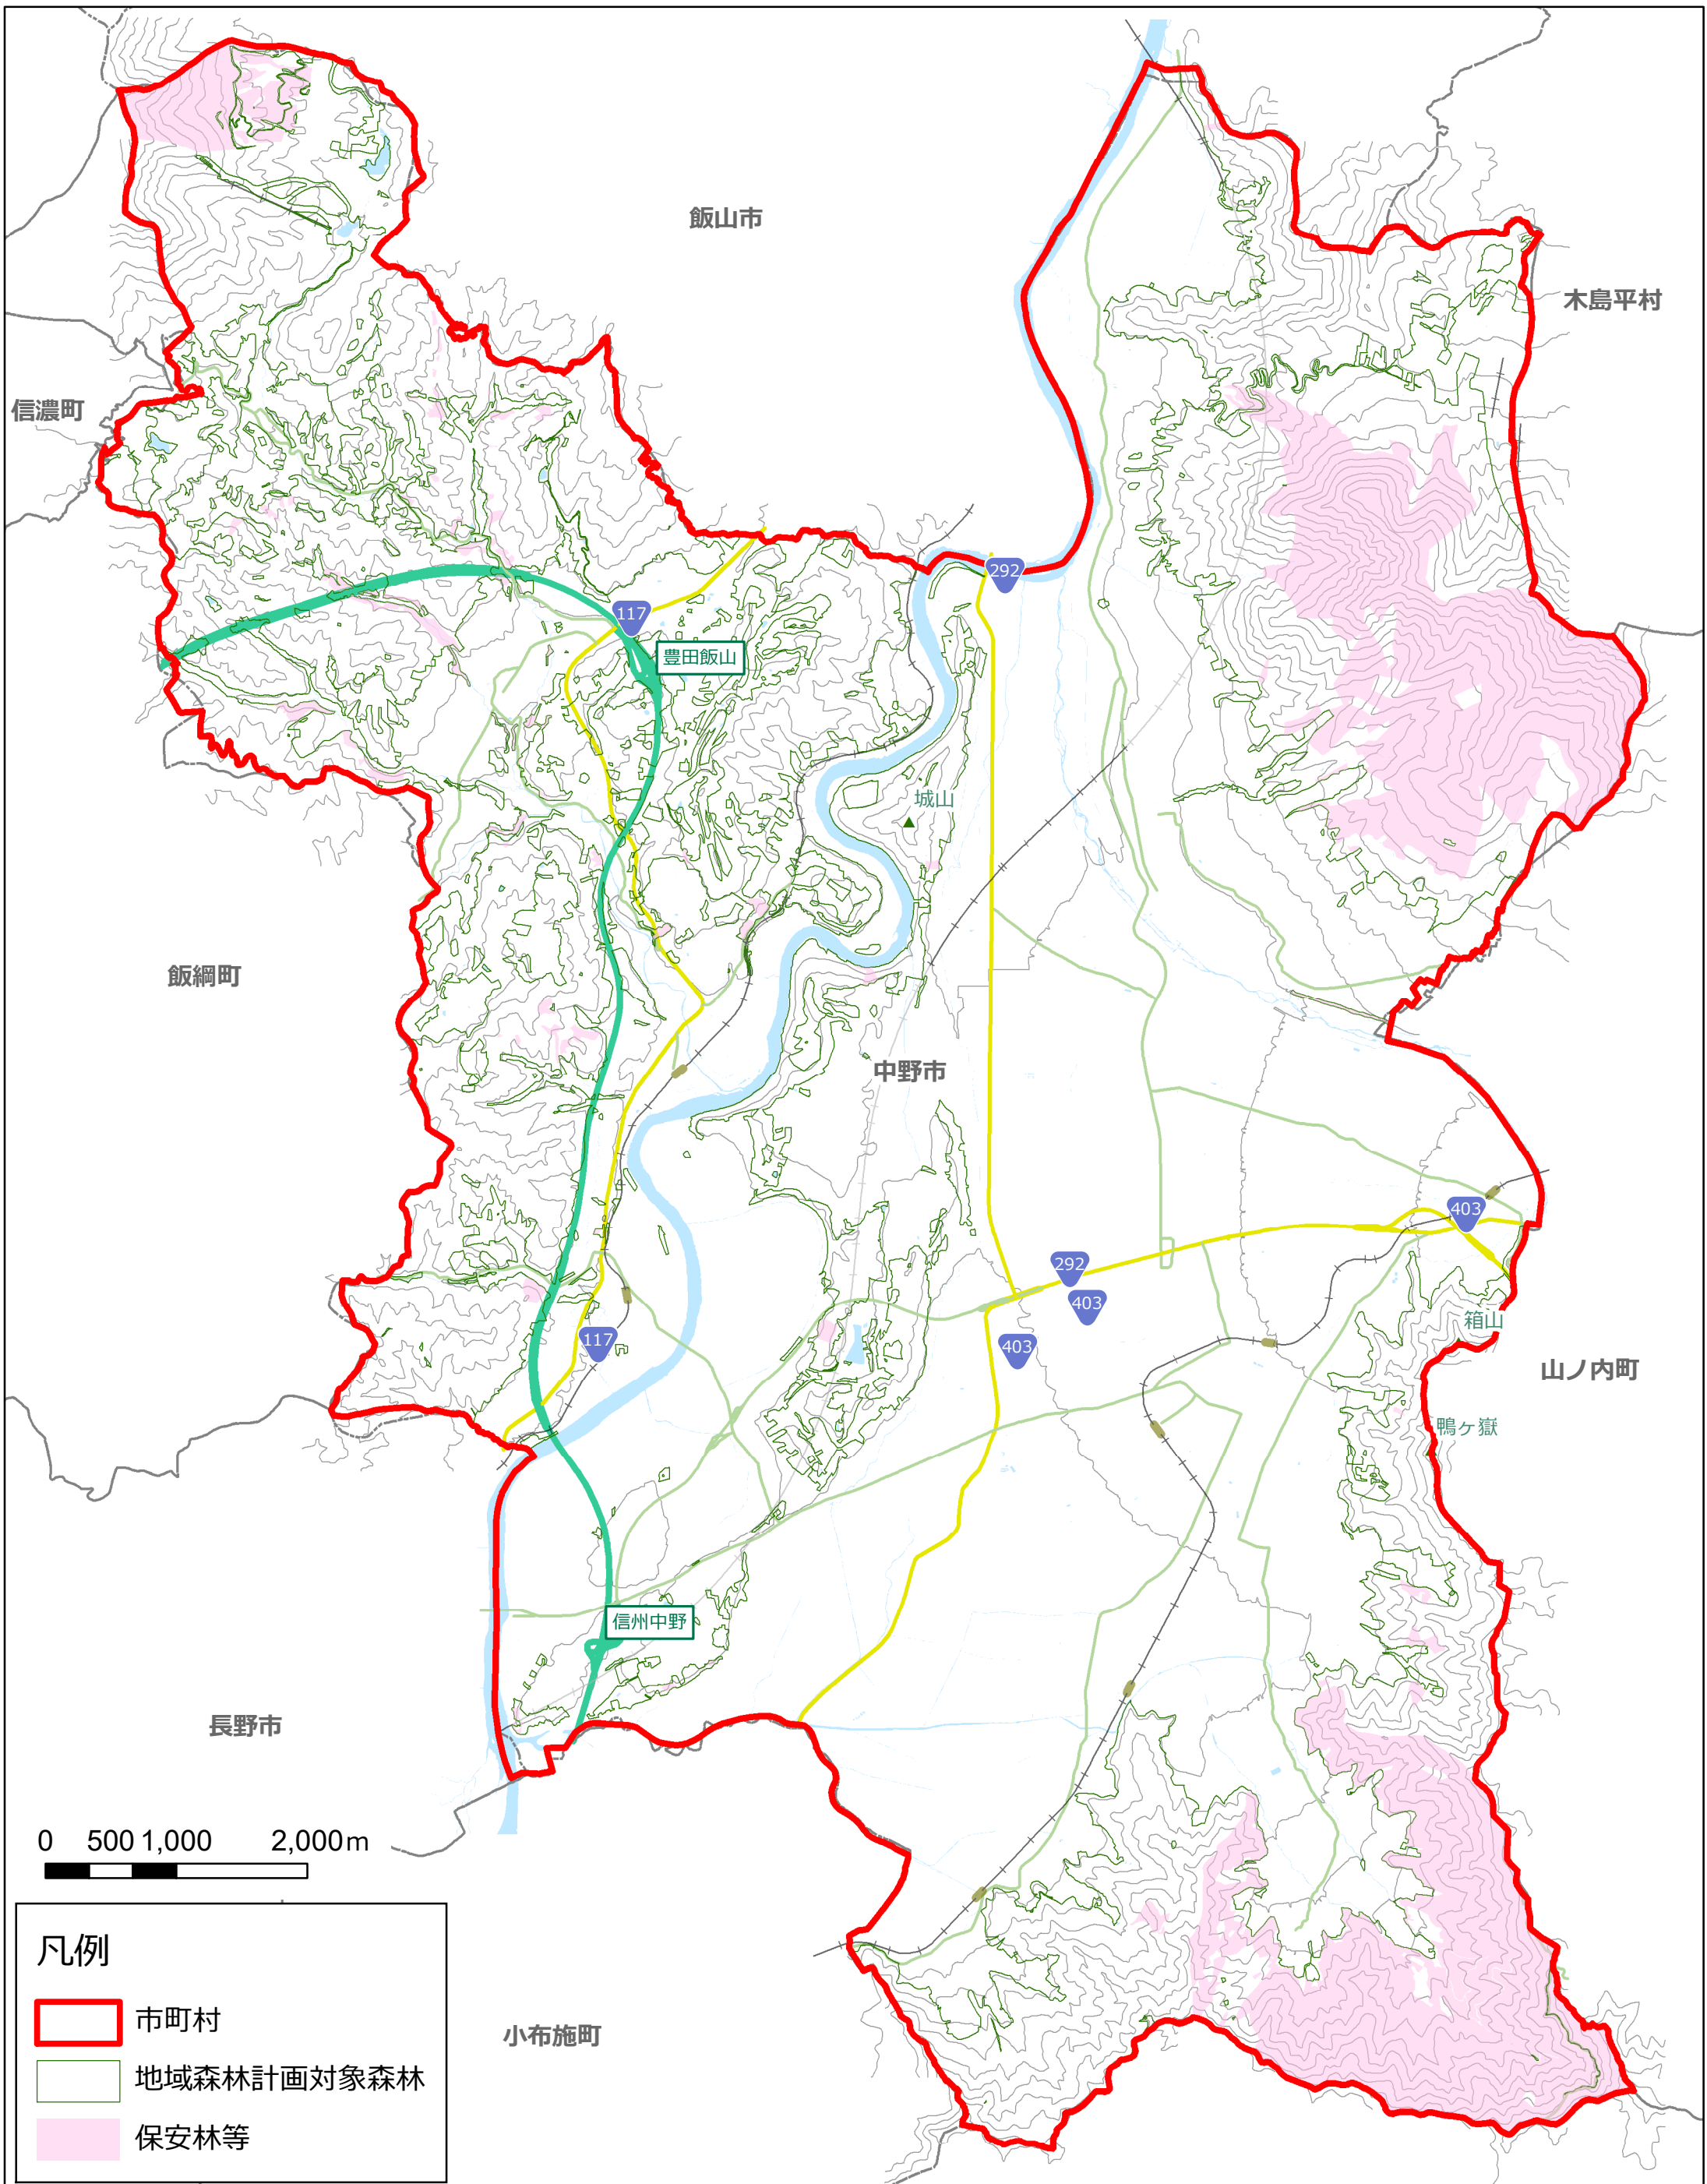 飯山市
木島平村
信濃町
292
117
豊田飯山
城山
飯綱町
中野市
403
292
403
箱山
117
403
山ノ内町
鴨ヶ嶽
信州中野
長野市
0 500 1,000 2,000m
凡例
市町村
小布施町
地域森林計画対象森林
保安林等